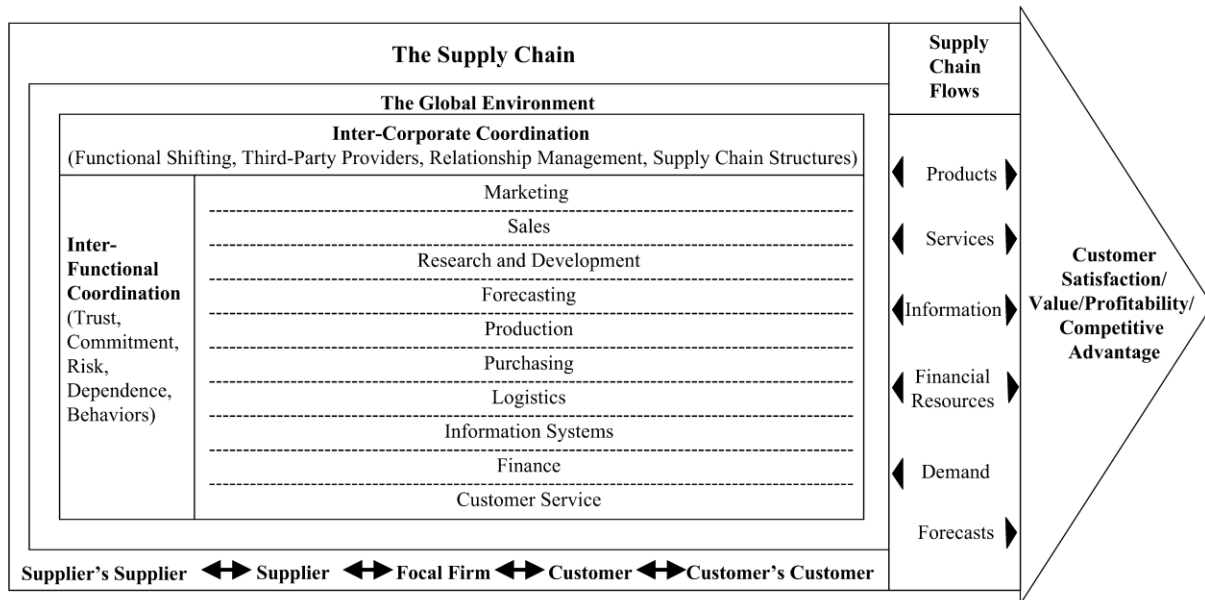 The Supply Chain
The Global Environment
Inter-Corporate Coordination
(Functional Shifting, Third-Party Providers, Relationship Management, Supply Chain Structures)
Inter-
Functional
Coordination
(Trust,
Commitment,
Risk,
Dependence,
Behaviors)
Marketing
Sales
Research and Development
Forecasting
Production
Purchasing
Logistics
Information Systems
Finance
Customer Service
Supplier's Supplier
Supplier
Focal Firm
Customer
Customer's Customer
Supply
Chain
Flows
Products
Services
Information
Financial
Resources
Demand
Forecasts
Customer
Satisfaction/
Value/Profitability/
Competitive
Advantage